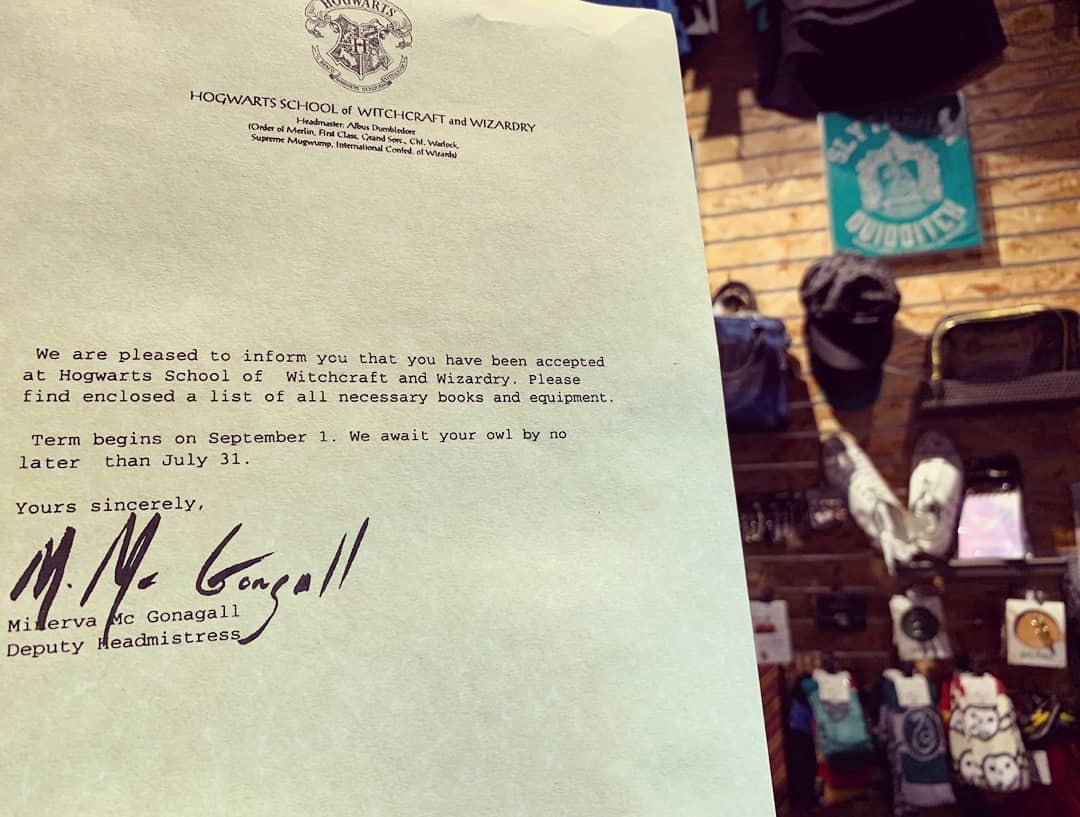 HOGWARTS
HOGWARTS SCHOOL of WITCHCRAFT and WIZARDRY
Headmaster: Albus Dumbledore
(Order of Merlin, First Class, Grand Sorc., Chf. Warlock,
Supreme Mugwump, International Confed. of Wizards)
We are pleased to inform you that you have been accepted
at Hogwarts School of Witchcraft and Wizardry. Please
find enclosed a list of all necessary books and equipment.
Term begins on September 1. We await your owl by no
later than July 31.
Yours sincerely,
M. Mc Gonagall
Minerva Mc Gonagall
Deputy Headmistress
QUIDDITCH